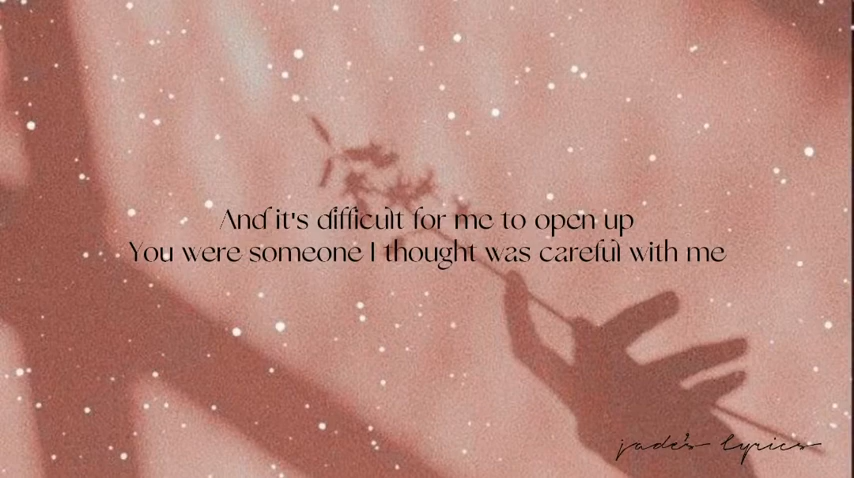 And it's difficult for me to open up
You were someone I thought was careful with me
jade's lyrics